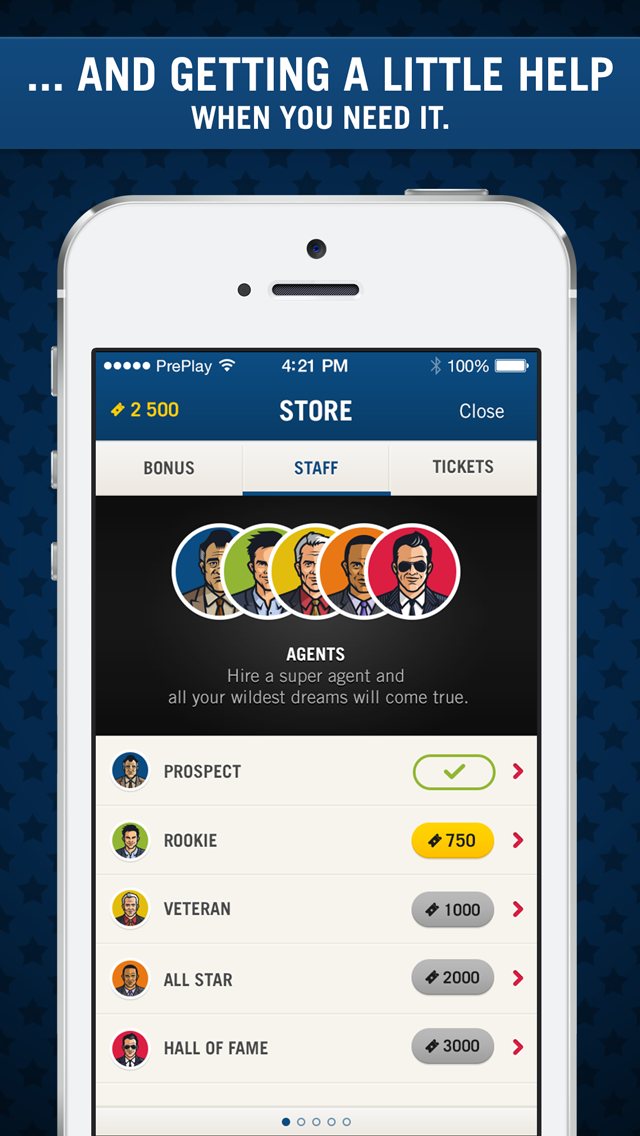 ... AND GETTING A LITTLE HELP
WHEN YOU NEED IT.
PrePlay 4:21 PM 100%
2 500 STORE Close
BONUS STAFF TICKETS
AGENTS
Hire a super agent and
all your wildest dreams will come true.
PROSPECT
ROOKIE 750
VETERAN 1000
ALL STAR 2000
HALL OF FAME 3000